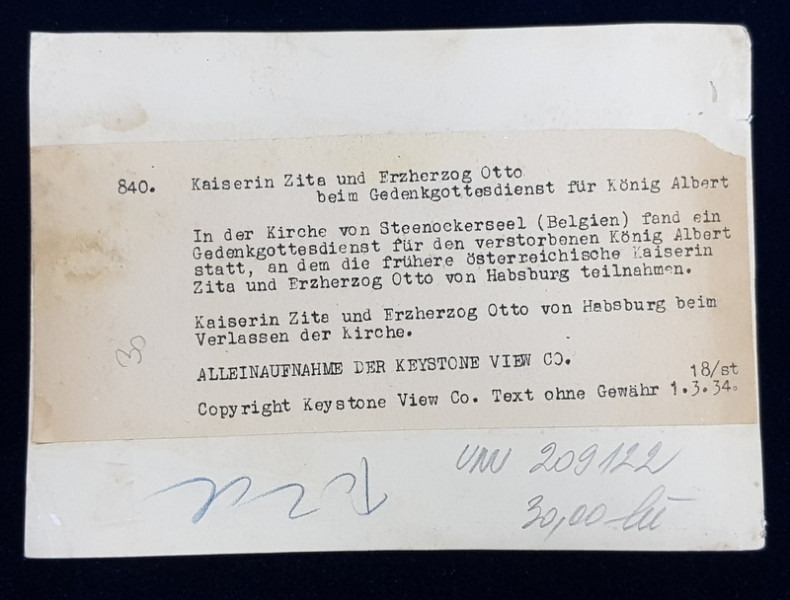 840. Kaiserin Zita und Erzherzog Otto
beim Gedenkgottesdienst für König Albert
In der Kirche von Steenockerseel (Belgien) fand ein
Gedenkgottesdienst für den verstorbenen König Albert
statt, an dem die frühere österreichische Kaiserin
Zita und Erzherzog Otto von Habsburg teilnahmen.
Kaiserin Zita und Erzherzog Otto von Habsburg beim
Verlassen der Kirche.
30
ALLEINAUFNAHME DER KEYSTONE VIEW CO.
18/st
Copyright Keystone View Co. Text ohne Gewähr 1.3.34.
209122
30,00